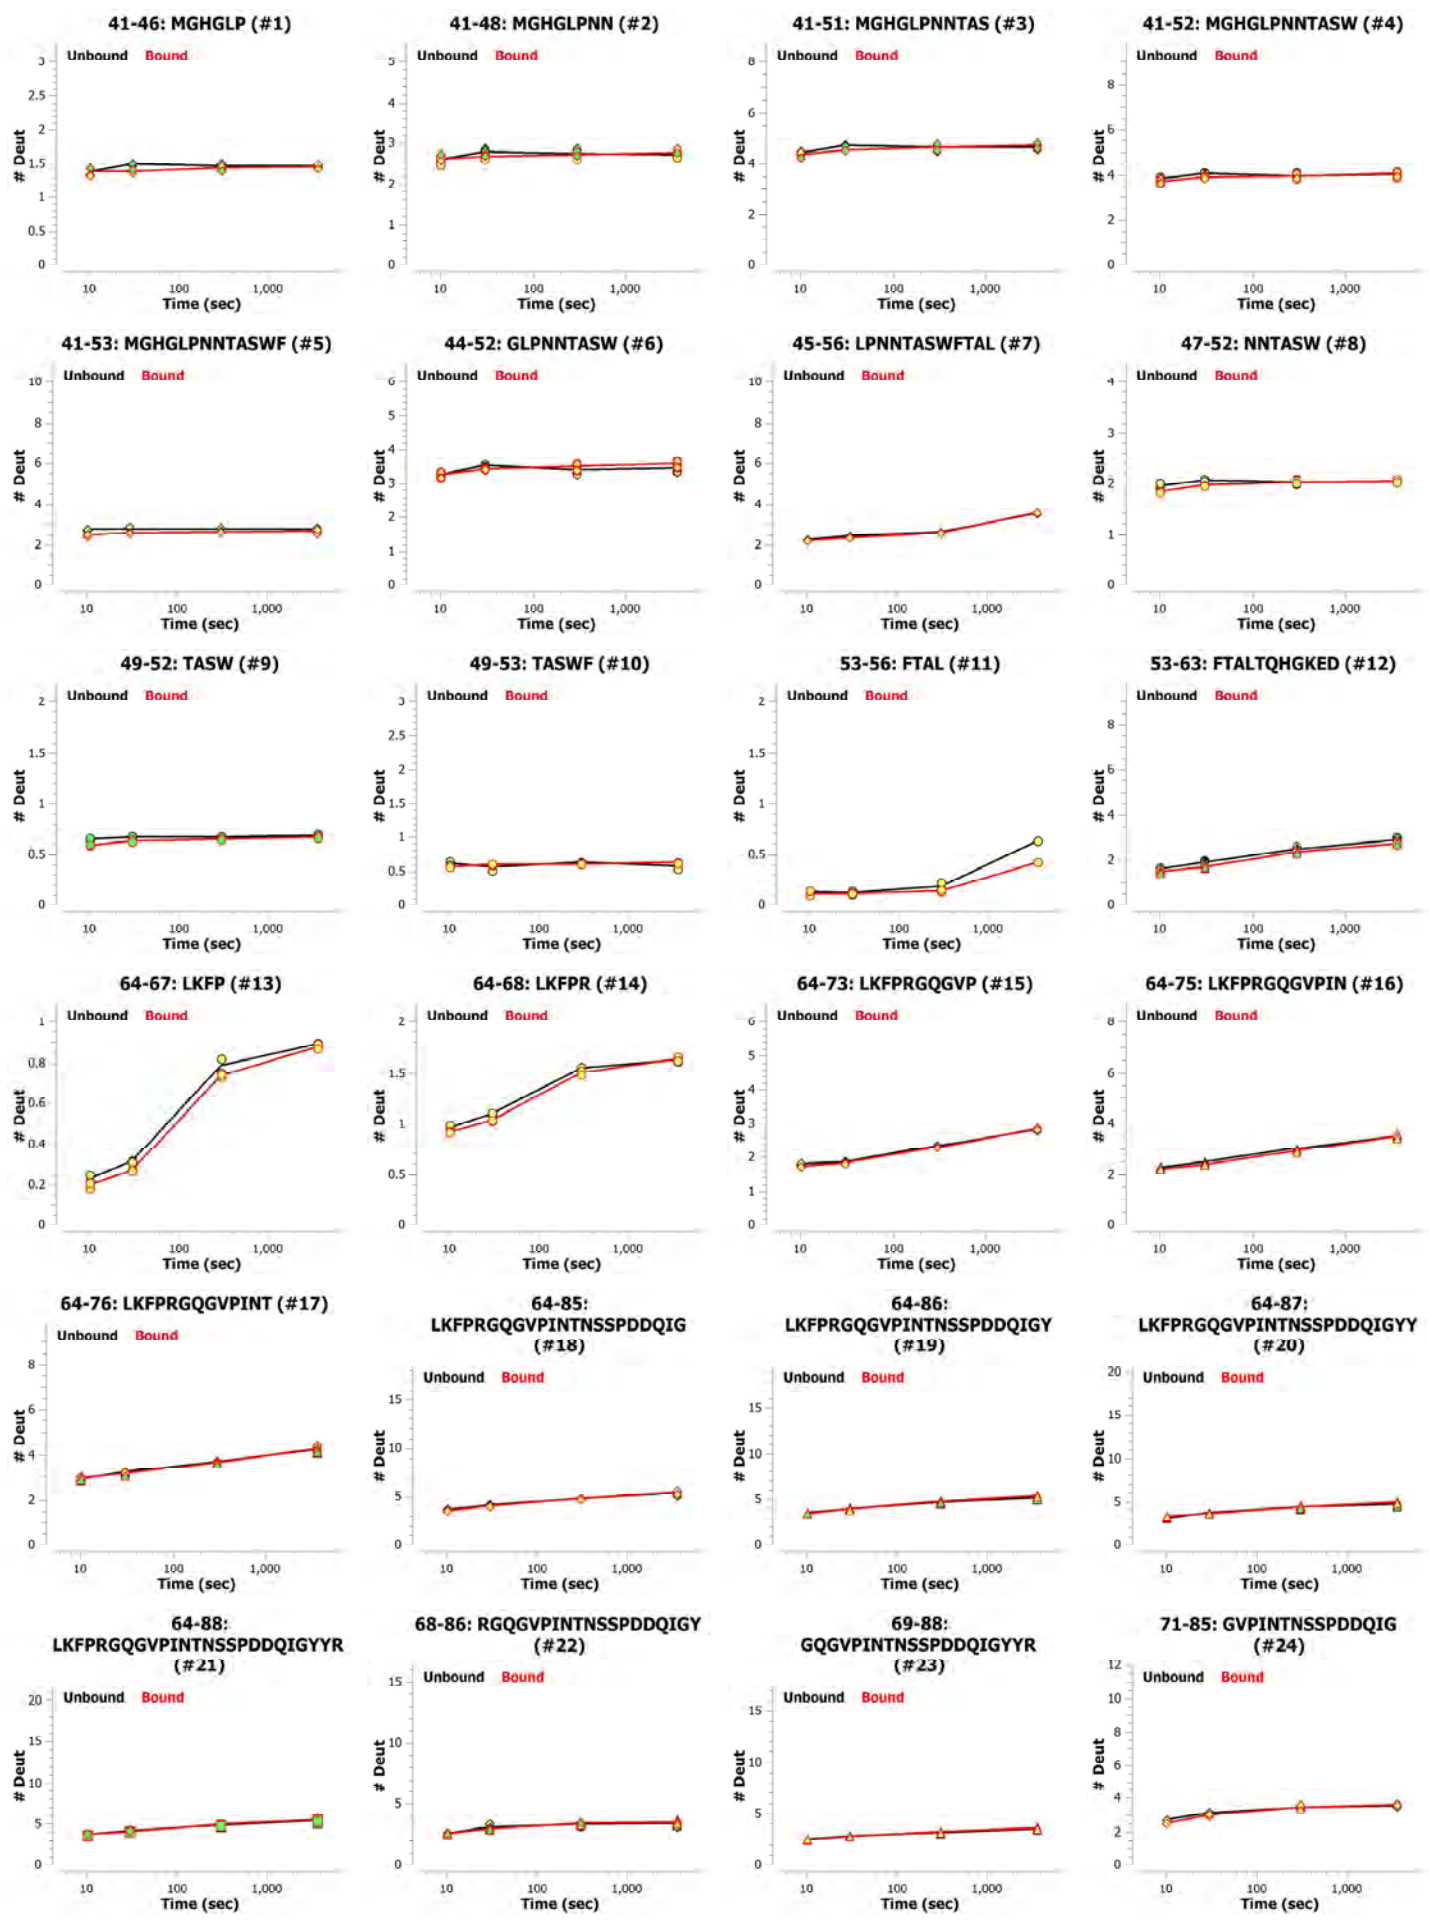 41-46: MGHGLP (#1)
Unbound Bound
3
2.5
2
1.5
1
0.5
0
# Deut
10 100 1,000
Time (sec)
41-48: MGHGLPNN (#2)
Unbound Bound
5
4
3
2
1
0
# Deut
10 100 1,000
Time (sec)
41-51: MGHGLPNNTAS (#3)
Unbound Bound
8
6
4
2
0
# Deut
10 100 1,000
Time (sec)
41-52: MGHGLPNNTASW (#4)
Unbound Bound
8
6
4
2
0
# Deut
10 100 1,000
Time (sec)
41-53: MGHGLPNNTASWF (#5)
Unbound Bound
10
8
6
4
2
0
# Deut
10 100 1,000
Time (sec)
44-52: GLPNNTASW (#6)
Unbound Bound
6
5
4
3
2
1
0
# Deut
10 100 1,000
Time (sec)
45-56: LPNNTASWFTAL (#7)
Unbound Bound
10
8
6
4
2
0
# Deut
10 100 1,000
Time (sec)
47-52: NNTASW (#8)
Unbound Bound
4
3
2
1
0
# Deut
10 100 1,000
Time (sec)
49-52: TASW (#9)
Unbound Bound
2
1.5
1
0.5
0
# Deut
10 100 1,000
Time (sec)
49-53: TASWF (#10)
Unbound Bound
3
2.5
2
1.5
1
0.5
0
# Deut
10 100 1,000
Time (sec)
53-56: FTAL (#11)
Unbound Bound
2
1.5
1
0.5
0
# Deut
10 100 1,000
Time (sec)
53-63: FTALTQHGKED (#12)
Unbound Bound
8
6
4
2
0
# Deut
10 100 1,000
Time (sec)
64-67: LKFP (#13)
Unbound Bound
1
0.8
0.6
0.4
0.2
0
# Deut
10 100 1,000
Time (sec)
64-68: LKFPR (#14)
Unbound Bound
2
1.5
1
0.5
0
# Deut
10 100 1,000
Time (sec)
64-73: LKFPRGQGVP (#15)
Unbound Bound
6
5
4
3
2
1
0
# Deut
10 100 1,000
Time (sec)
64-75: LKFPRGQGVPIN (#16)
Unbound Bound
8
6
4
2
0
# Deut
10 100 1,000
Time (sec)
64-76: LKFPRGQGVPINT (#17)
Unbound Bound
8
6
4
2
0
# Deut
10 100 1,000
Time (sec)
64-85:
LKFPRGQGVPINTNSSPDDQIG
(#18)
Unbound Bound
15
10
5
0
# Deut
10 100 1,000
Time (sec)
64-86:
LKFPRGQGVPINTNSSPDDQIGY
(#19)
Unbound Bound
15
10
5
0
# Deut
10 100 1,000
Time (sec)
64-87:
LKFPRGQGVPINTNSSPDDQIGYY
(#20)
Unbound Bound
20
15
10
5
0
# Deut
10 100 1,000
Time (sec)
64-88:
LKFPRGQGVPINTNSSPDDQIGYYR
(#21)
Unbound Bound
20
15
10
5
0
# Deut
10 100 1,000
Time (sec)
68-86: RGQGVPINTNSSPDDQIGY
(#22)
Unbound Bound
15
10
5
0
# Deut
10 100 1,000
Time (sec)
69-88:
GQGVPINTNSSPDDQIGYYR
(#23)
Unbound Bound
15
10
5
0
# Deut
10 100 1,000
Time (sec)
71-85: GVPINTNSSPDDQIG
(#24)
Unbound Bound
12
10
8
6
4
2
0
# Deut
10 100 1,000
Time (sec)